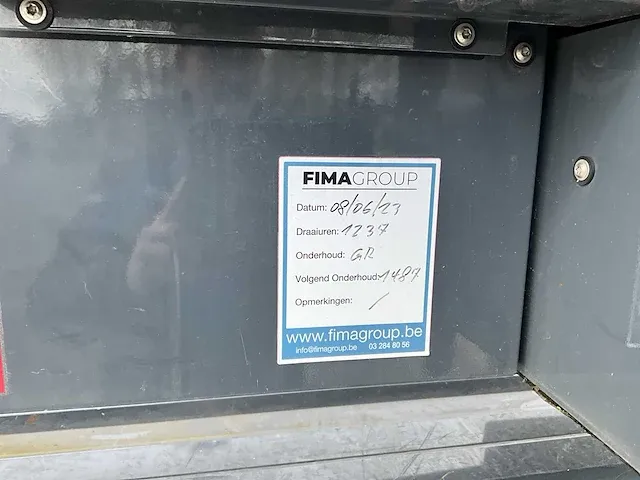 FIMAGROUP
Datum: 08/06/23
Draaiuren: 1237
Onderhoud: GR
Volgend Onderhoud: 1487
Opmerkingen: /
www.fimagroup.be
info@fimagroup.be 03 284 80 56